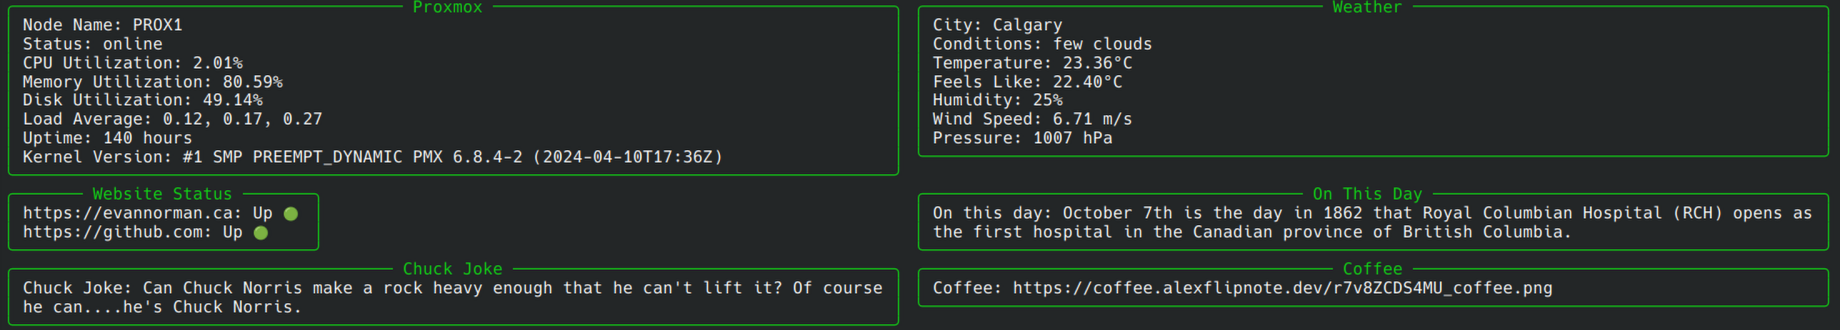 Proxmox
Node Name: PROX1
Status: online
CPU Utilization: 2.01%
Memory Utilization: 80.59%
Disk Utilization: 49.14%
Load Average: 0.12, 0.17, 0.27
Uptime: 140 hours
Kernel Version: #1 SMP PREEMPT_DYNAMIC PMX 6.8.4-2 (2024-04-10T17:36Z)
Weather
City: Calgary
Conditions: few clouds
Temperature: 23.36°C
Feels Like: 22.40°C
Humidity: 25%
Wind Speed: 6.71 m/s
Pressure: 1007 hPa
Website Status
https://evannorman.ca: Up 🟢
https://github.com: Up 🟢
On This Day
On this day: October 7th is the day in 1862 that Royal Columbian Hospital (RCH) opens as
the first hospital in the Canadian province of British Columbia.
Chuck Joke
Chuck Joke: Can Chuck Norris make a rock heavy enough that he can't lift it? Of course
he can....he's Chuck Norris.
Coffee
Coffee: https://coffee.alexflipnote.dev/r7v8ZCDS4MU_coffee.png